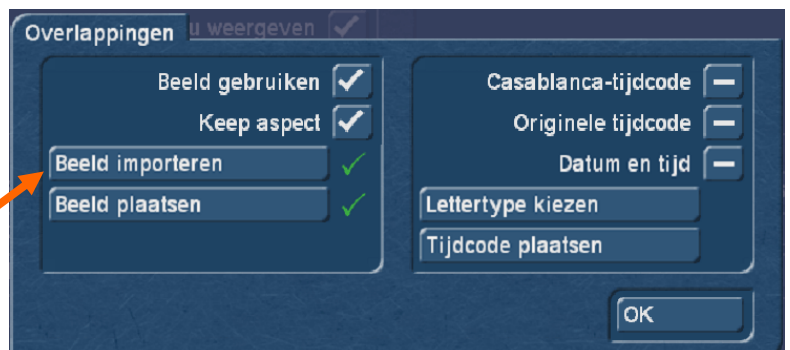 u weergeven
Overlappingen
Beeld gebruiken
Keep aspect
Beeld importeren
Beeld plaatsen
Casablanca-tijdcode
Originele tijdcode
Datum en tijd
Lettertype kiezen
Tijdcode plaatsen
OK